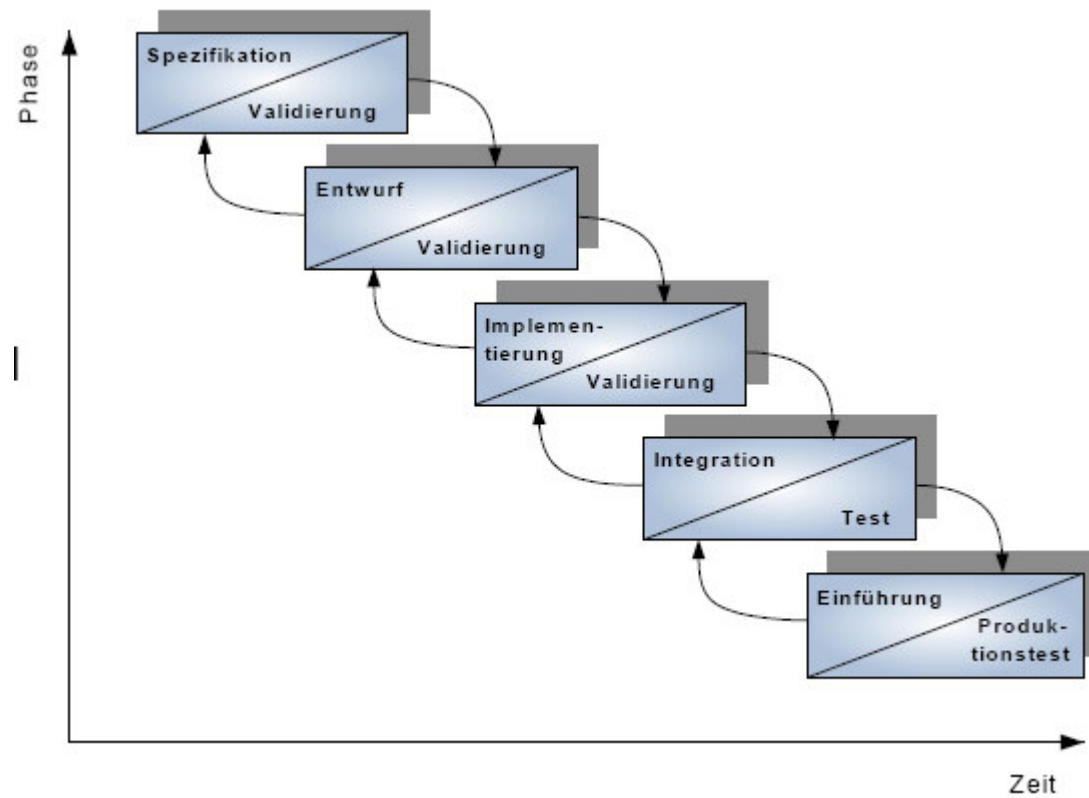 Phase
Spezifikation
Validierung
Entwurf
Validierung
Implemen-
tierung
Validierung
Integration
Test
Einführung
Produk-
tionstest
Zeit